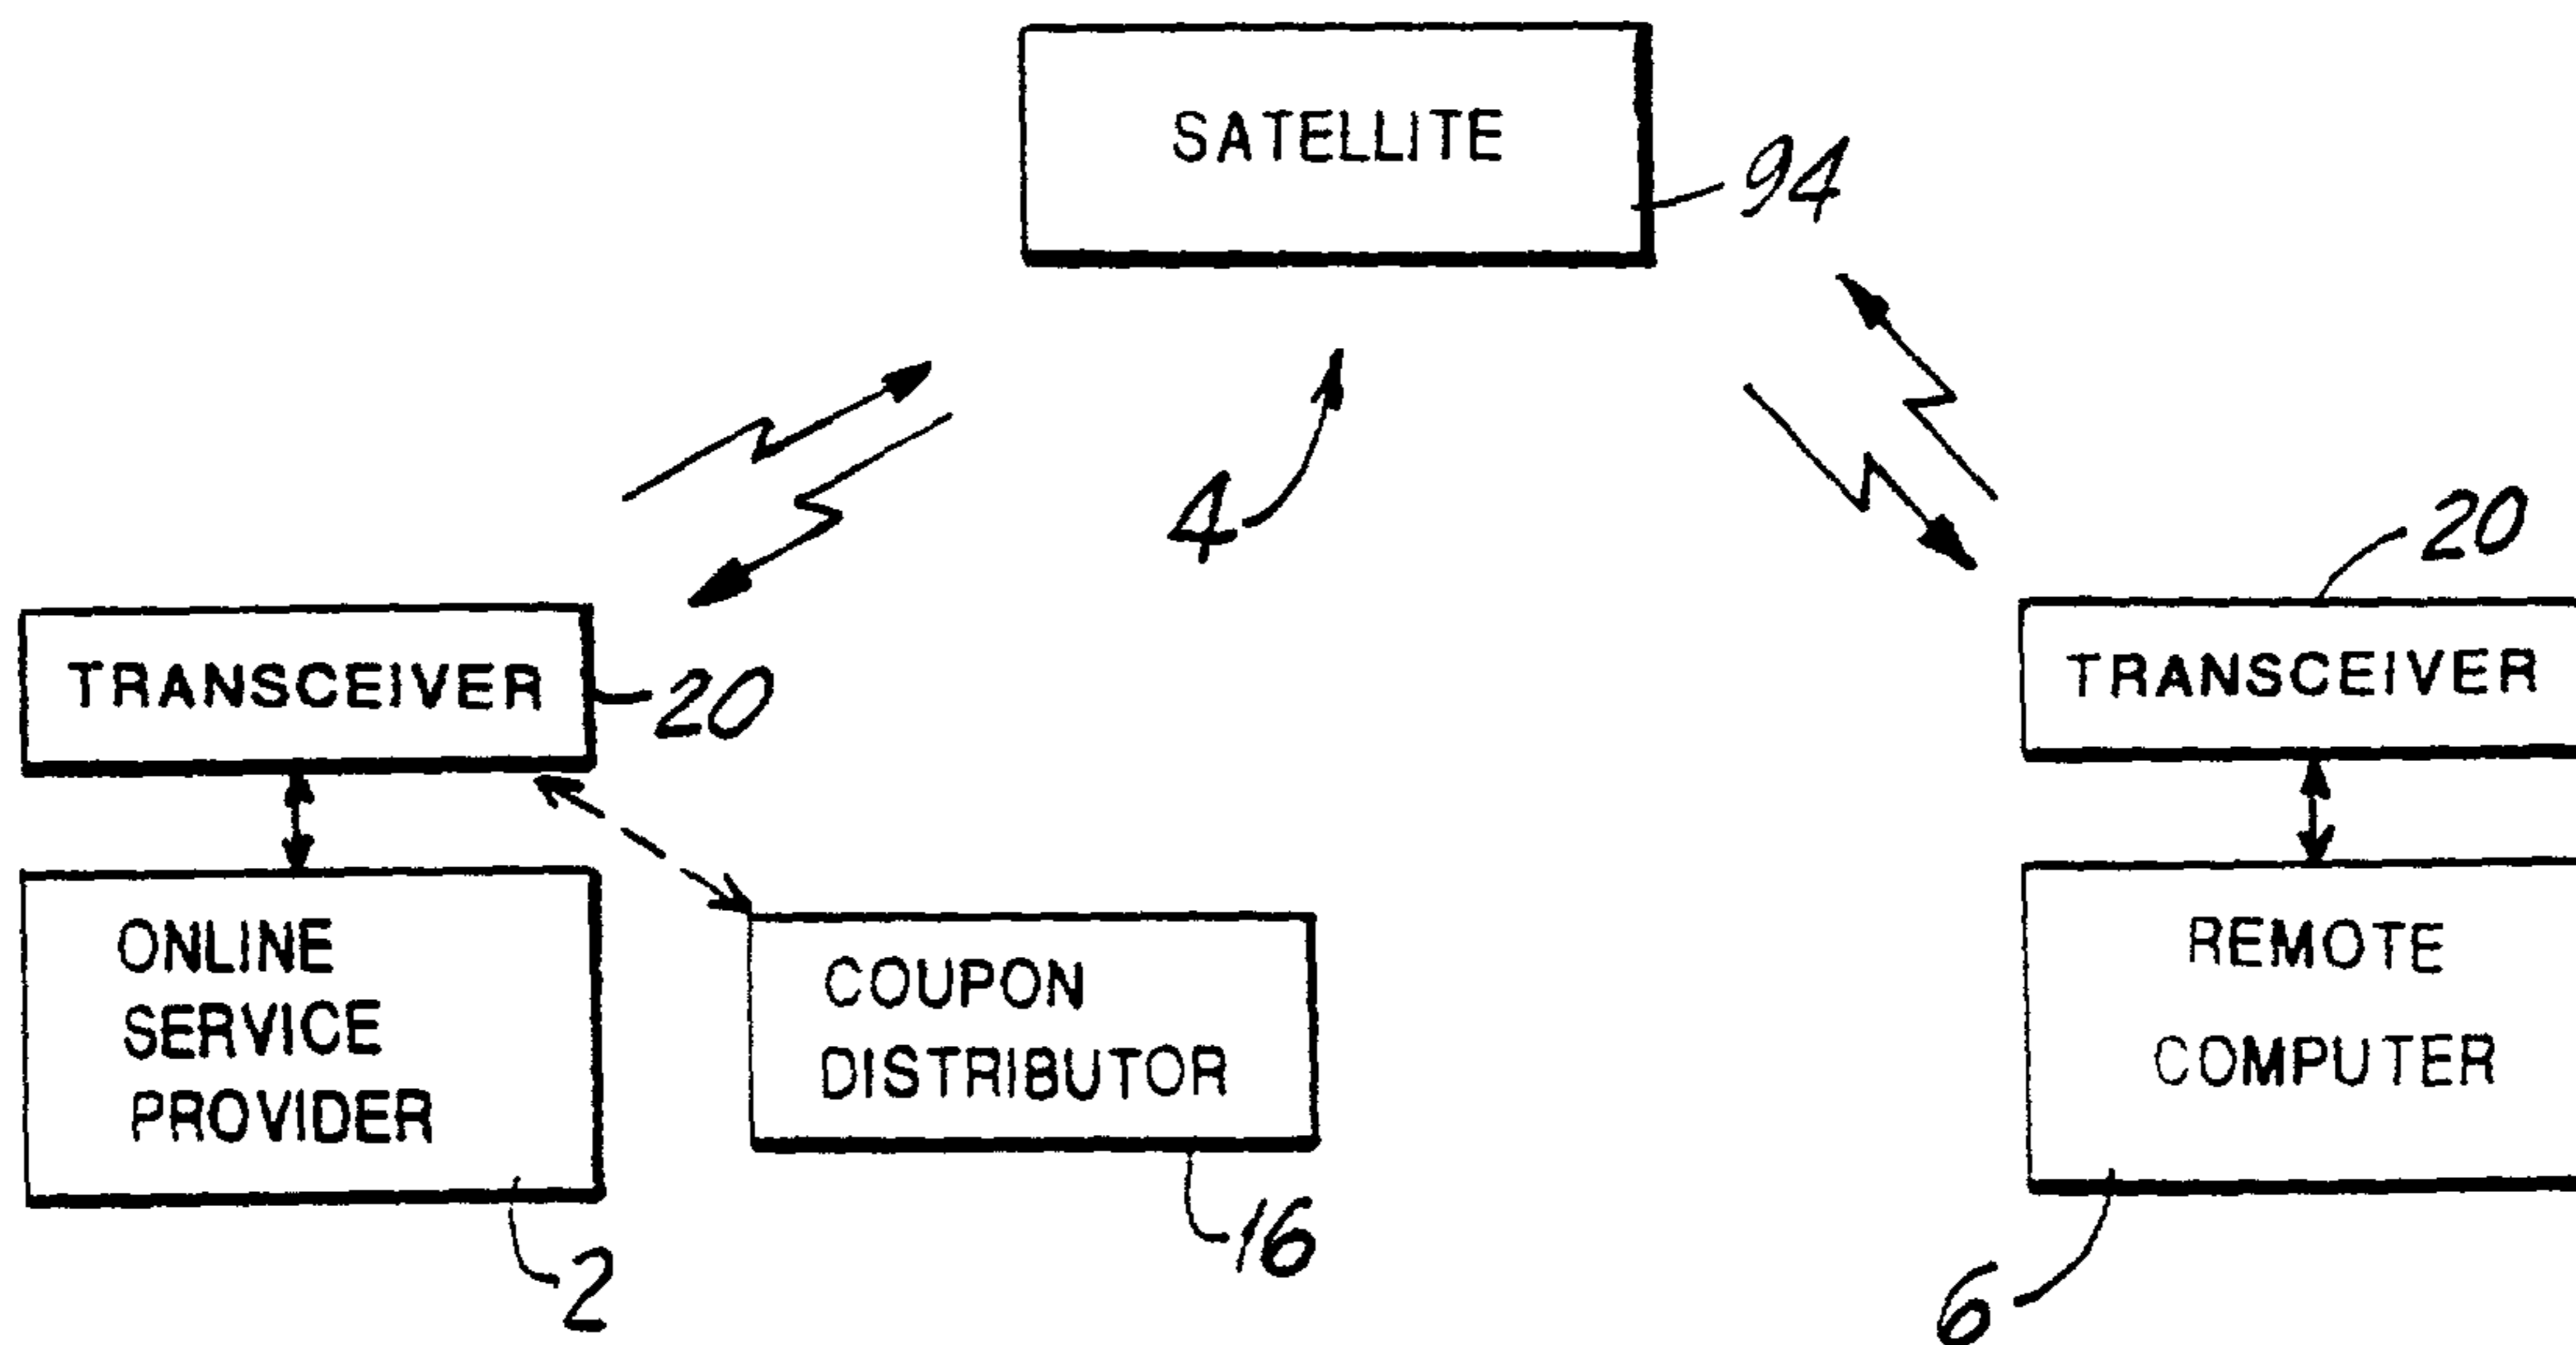 SATELLITE
94
4
20
TRANSCEIVER
20
TRANSCEIVER
ONLINE
SERVICE
PROVIDER
COUPON
DISTRIBUTOR
REMOTE
COMPUTER
2
16
6